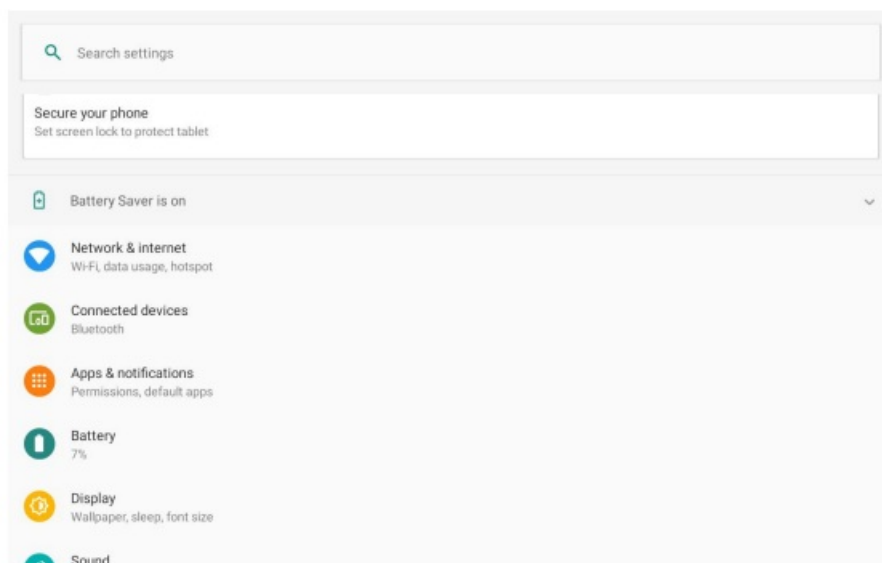 Search settings
Secure your phone
Set screen lock to protect tablet
Battery Saver is on
Network & internet
Wi-Fi, data usage, hotspot
Connected devices
Bluetooth
Apps & notifications
Permissions, default apps
Battery
7%
Display
Wallpaper, sleep, font size
Sound